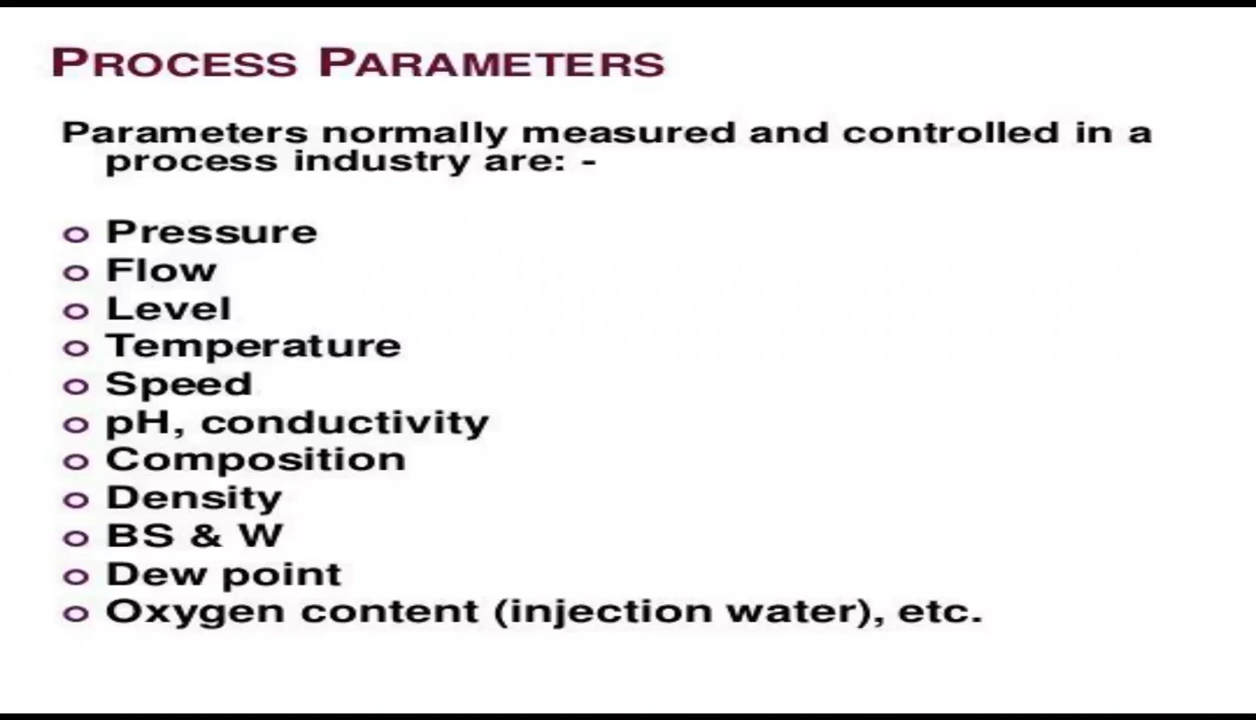 PROCESS PARAMETERS
Parameters normally measured and controlled in a
process industry are: -
Pressure
Flow
Level
Temperature
Speed
pH, conductivity
Composition
Density
BS & W
Dew point
Oxygen content (injection water), etc.